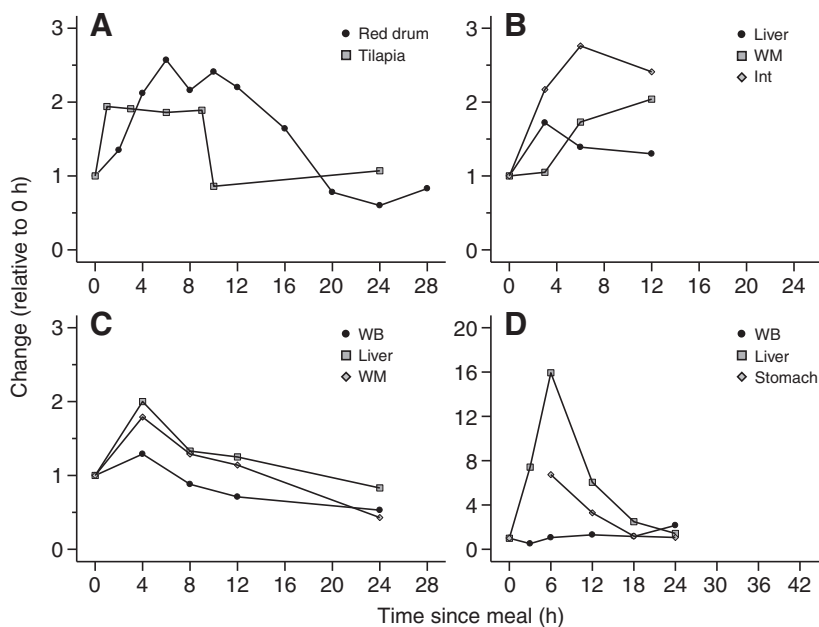 A
3
2
1
0
0 4 8 12 16 20 24 28
Red drum
Tilapia
B
3
2
1
0
0 4 8 12 16 20 24
Liver
WM
Int
Change (relative to 0 h)
C
3
2
1
0
0 4 8 12 16 20 24 28
WB
Liver
WM
D
20
16
12
8
4
0
0 6 12 18 24 30 36 42
WB
Liver
Stomach
Time since meal (h)